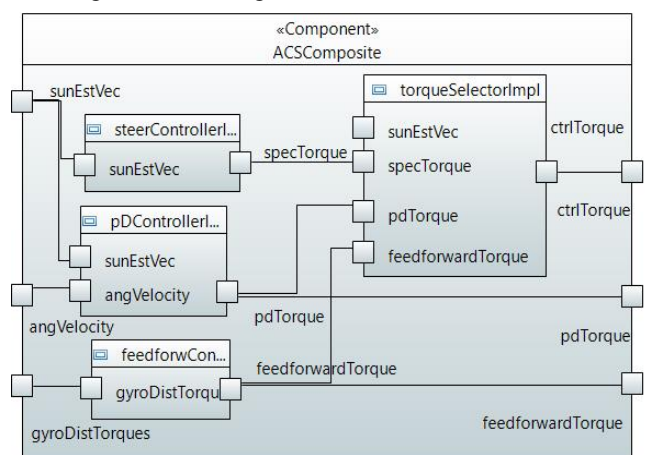 «Component»
ACSComposite
sunEstVec
torqueSelectorImpl
steerControllerI...
sunEstVec
ctrlTorque
specTorque
sunEstVec
specTorque
pDControllerI...
pdTorque
ctrlTorque
sunEstVec
feedforwardTorque
angVelocity
pdTorque
angVelocity
pdTorque
feedforwCon...
feedforwardTorque
gyroDistTorqu
feedforwardTorque
gyroDistTorques